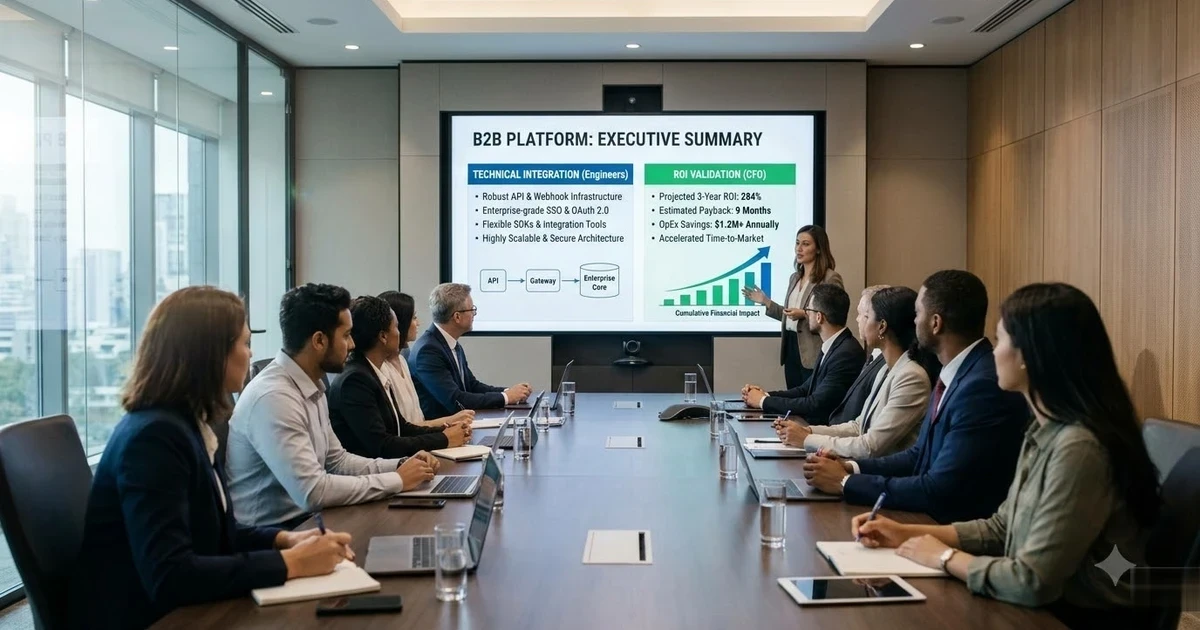 B2B PLATFORM: EXECUTIVE SUMMARY
TECHNICAL INTEGRATION (Engineers)
• Robust API & Webhook Infrastructure
• Enterprise-grade SSO & OAuth 2.0
• Flexible SDKs & Integration Tools
• Highly Scalable & Secure Architecture
API
Gateway
Enterprise
Core
ROI VALIDATION (CFO)
• Projected 3-Year ROI: 284%
• Estimated Payback: 9 Months
• OpEx Savings: $1.2M+ Annually
• Accelerated Time-to-Market
Cumulative Financial Impact